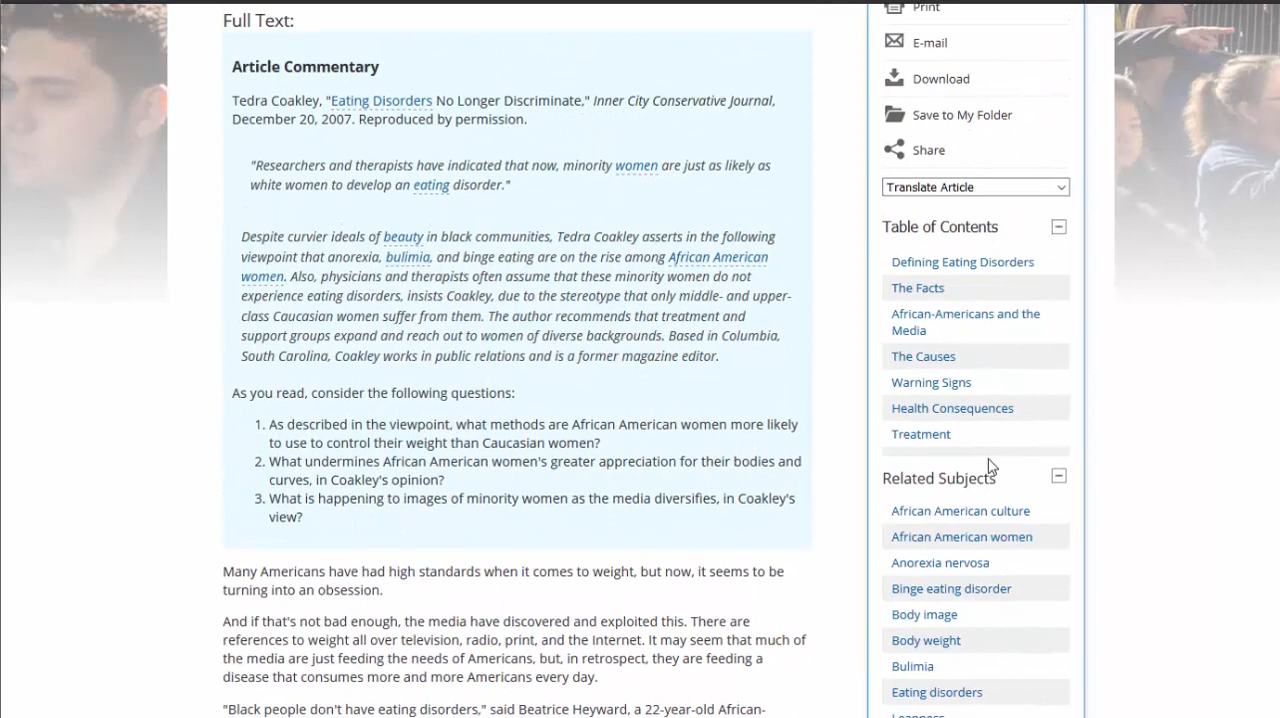 Full Text:
Article Commentary
Tedra Coakley, "Eating Disorders No Longer Discriminate," Inner City Conservative Journal,
December 20, 2007. Reproduced by permission.
"Researchers and therapists have indicated that now, minority women are just as likely as
white women to develop an eating disorder."
Despite curvier ideals of beauty in black communities, Tedra Coakley asserts in the following
viewpoint that anorexia, bulimia, and binge eating are on the rise among African American
women. Also, physicians and therapists often assume that these minority women do not
experience eating disorders, insists Coakley, due to the stereotype that only middle- and upper-
class Caucasian women suffer from them. The author recommends that treatment and
support groups expand and reach out to women of diverse backgrounds. Based in Columbia,
South Carolina, Coakley works in public relations and is a former magazine editor.
As you read, consider the following questions:
1. As described in the viewpoint, what methods are African American women more likely
to use to control their weight than Caucasian women?
2. What undermines African American women's greater appreciation for their bodies and
curves, in Coakley's opinion?
3. What is happening to images of minority women as the media diversifies, in Coakley's
view?
Many Americans have had high standards when it comes to weight, but now, it seems to be
turning into an obsession.
And if that's not bad enough, the media have discovered and exploited this. There are
references to weight all over television, radio, print, and the Internet. It may seem that much of
the media are just feeding the needs of Americans, but, in retrospect, they are feeding a
disease that consumes more and more Americans every day.
"Black people don't have eating disorders," said Beatrice Heyward, a 22-year-old African-
Print
E-mail
Download
Save to My Folder
Share
Translate Article
Table of Contents
Defining Eating Disorders
The Facts
African-Americans and the
Media
The Causes
Warning Signs
Health Consequences
Treatment
Related Subjects
African American culture
African American women
Anorexia nervosa
Binge eating disorder
Body image
Body weight
Bulimia
Eating disorders
Leanness